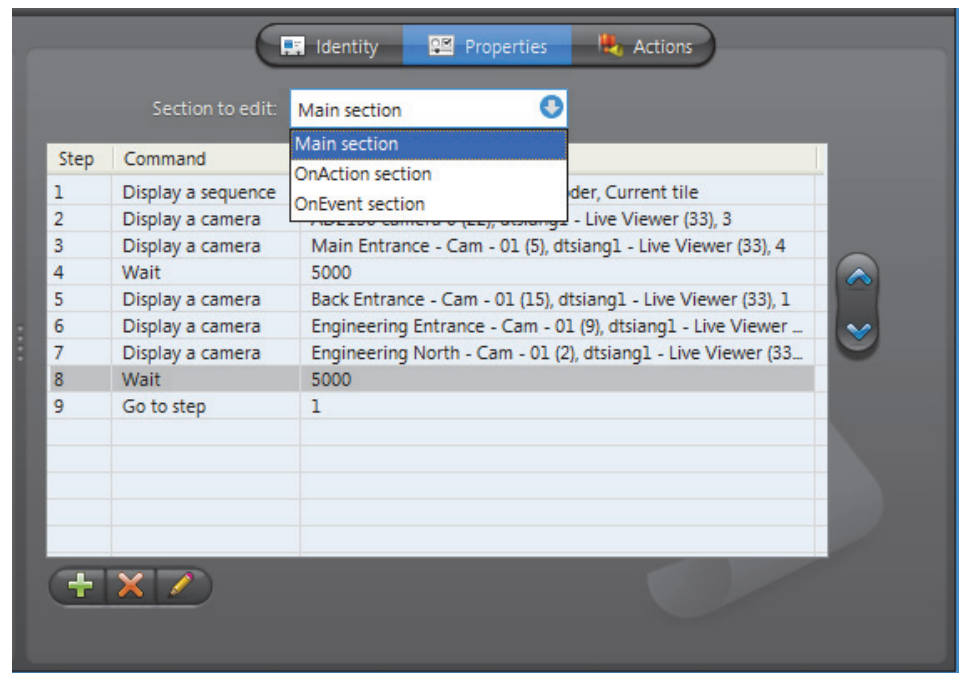 Identity Properties Actions
Section to edit: Main section
Main section
OnAction section
OnEvent section
Step Command
1 Display a sequence der, Current tile
2 Display a camera - Live Viewer (33), 3
3 Display a camera Main Entrance - Cam - 01 (5), dtsiang1 - Live Viewer (33), 4
4 Wait 5000
5 Display a camera Back Entrance - Cam - 01 (15), dtsiang1 - Live Viewer (33), 1
6 Display a camera Engineering Entrance - Cam - 01 (9), dtsiang1 - Live Viewer ...
7 Display a camera Engineering North - Cam - 01 (2), dtsiang1 - Live Viewer (33...
8 Wait 5000
9 Go to step 1